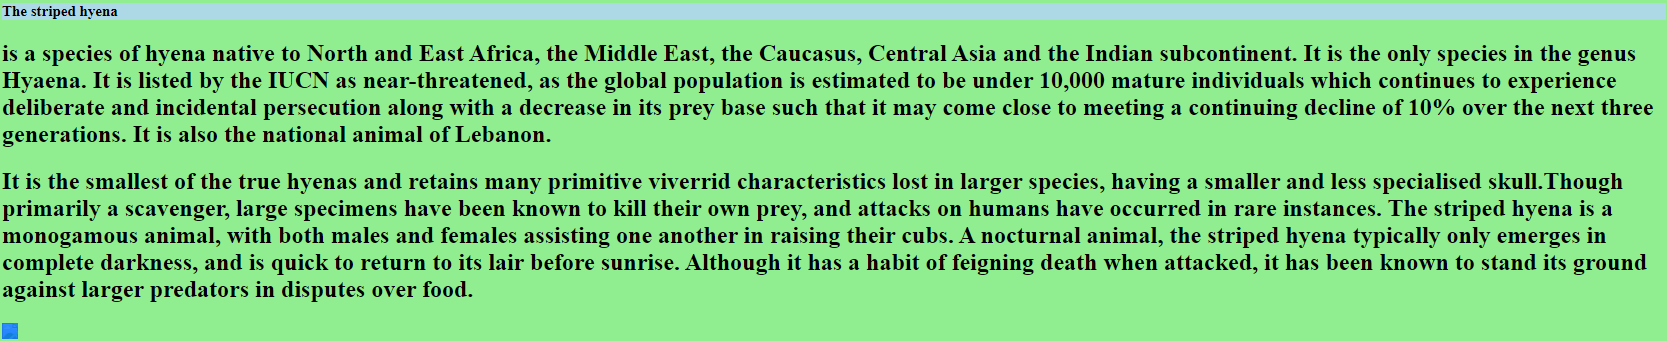 The striped hyena
is a species of hyena native to North and East Africa, the Middle East, the Caucasus, Central Asia and the Indian subcontinent. It is the only species in the genus
Hyaena. It is listed by the IUCN as near-threatened, as the global population is estimated to be under 10,000 mature individuals which continues to experience
deliberate and incidental persecution along with a decrease in its prey base such that it may come close to meeting a continuing decline of 10% over the next three
generations. It is also the national animal of Lebanon.
It is the smallest of the true hyenas and retains many primitive viverrid characteristics lost in larger species, having a smaller and less specialised skull.Though
primarily a scavenger, large specimens have been known to kill their own prey, and attacks on humans have occurred in rare instances. The striped hyena is a
monogamous animal, with both males and females assisting one another in raising their cubs. A nocturnal animal, the striped hyena typically only emerges in
complete darkness, and is quick to return to its lair before sunrise. Although it has a habit of feigning death when attacked, it has been known to stand its ground
against larger predators in disputes over food.